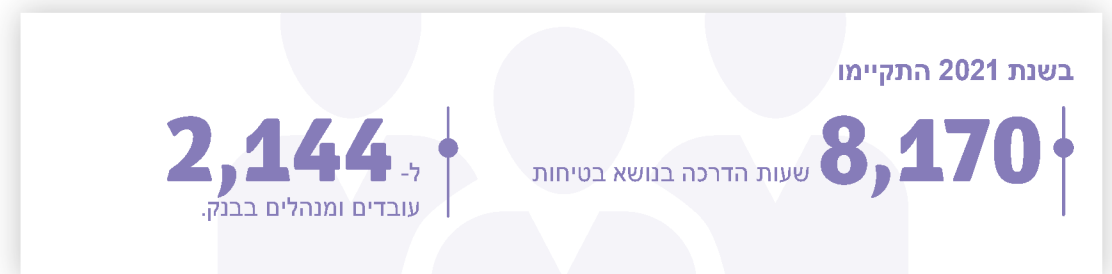 בשנת 2021 התקיימו
8,170 שעות הדרכה בנושא בטיחות
ל- 2,144
עובדים ומנהלים בבנק.